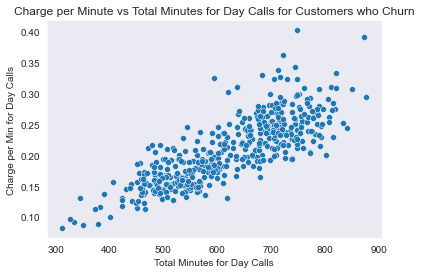 Charge per Minute vs Total Minutes for Day Calls for Customers who Churn
0.40
0.35
0.30
0.25
0.20
0.15
0.10
Charge per Min for Day Calls
300 400 500 600 700 800 900
Total Minutes for Day Calls